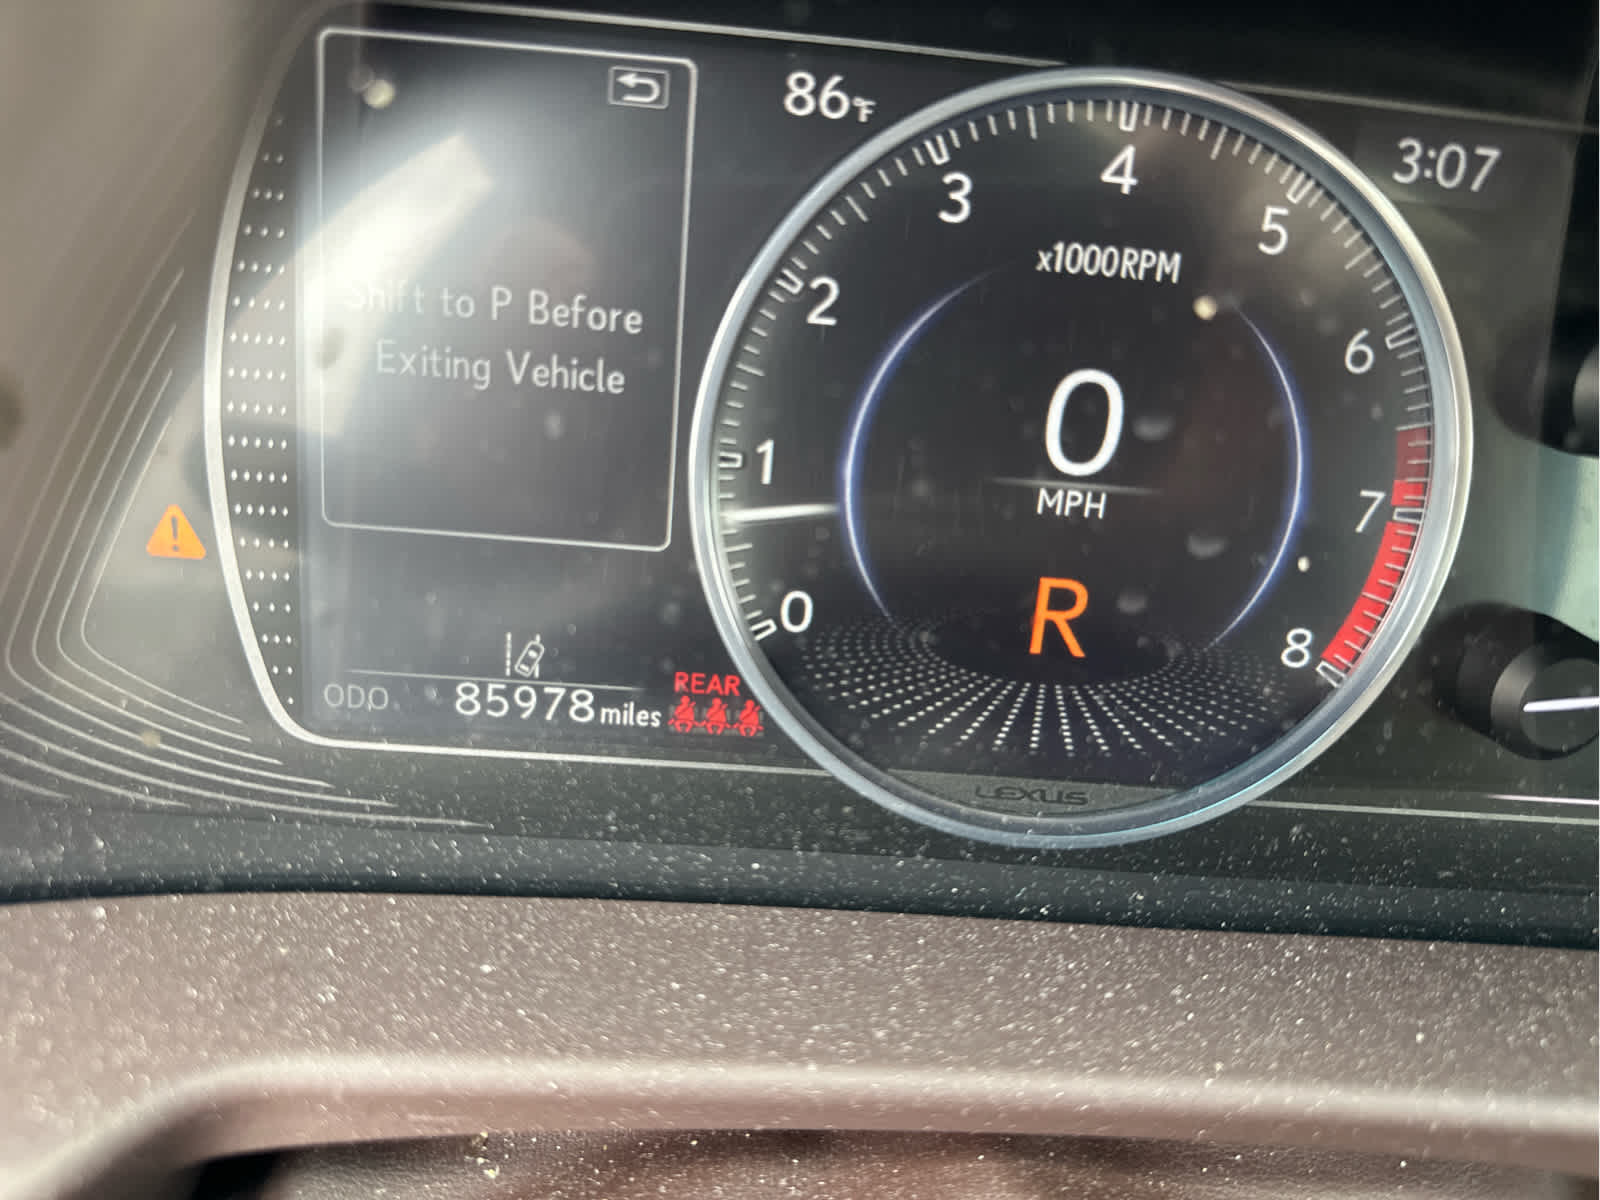 86°F
3:07
Shift to P Before
Exiting Vehicle
0
1
2
3
4
5
6
7
8
x1000RPM
0
MPH
R
ODO
85978 miles
REAR
LEXUS